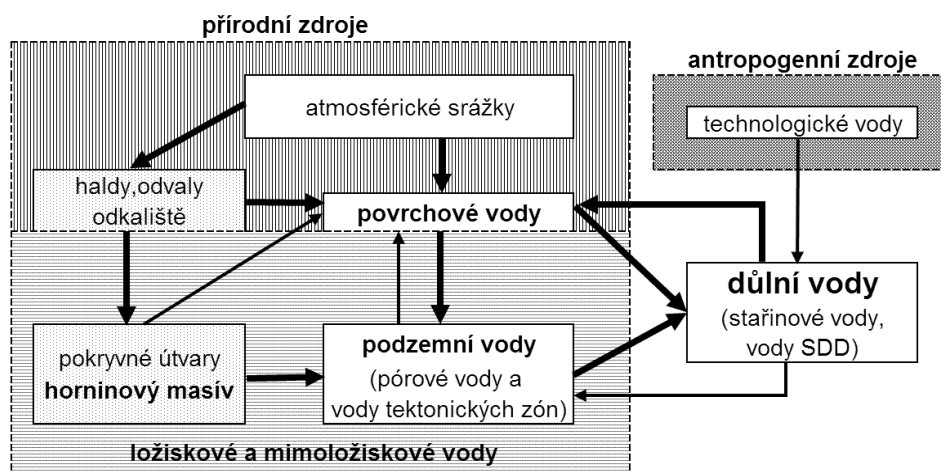 přírodní zdroje
antropogenní zdroje
atmosférické srážky
technologické vody
haldy,odvaly
odkaliště
povrchové vody
důlní vody
(stařinové vody,
vody SDD)
pokryvné útvary
horninový masív
podzemní vody
(pórové vody a
vody tektonických zón)
ložiskové a mimoložiskové vody